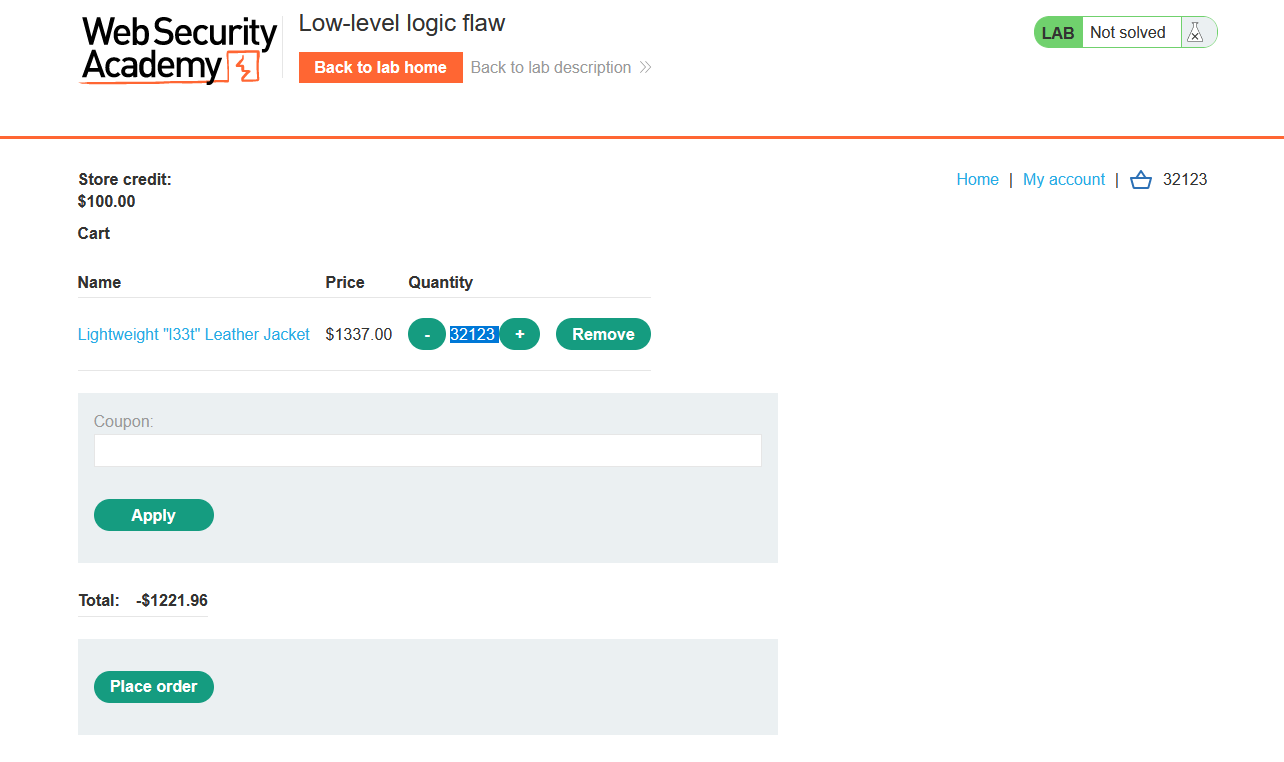 Web Security
Academy
Low-level logic flaw
Back to lab home
Back to lab description
LAB Not solved
Store credit:
$100.00
Home | My account | 32123
Cart
Name Price Quantity
Lightweight "l33t" Leather Jacket $1337.00 - 32123 + Remove
Coupon:
Apply
Total: -$1221.96
Place order